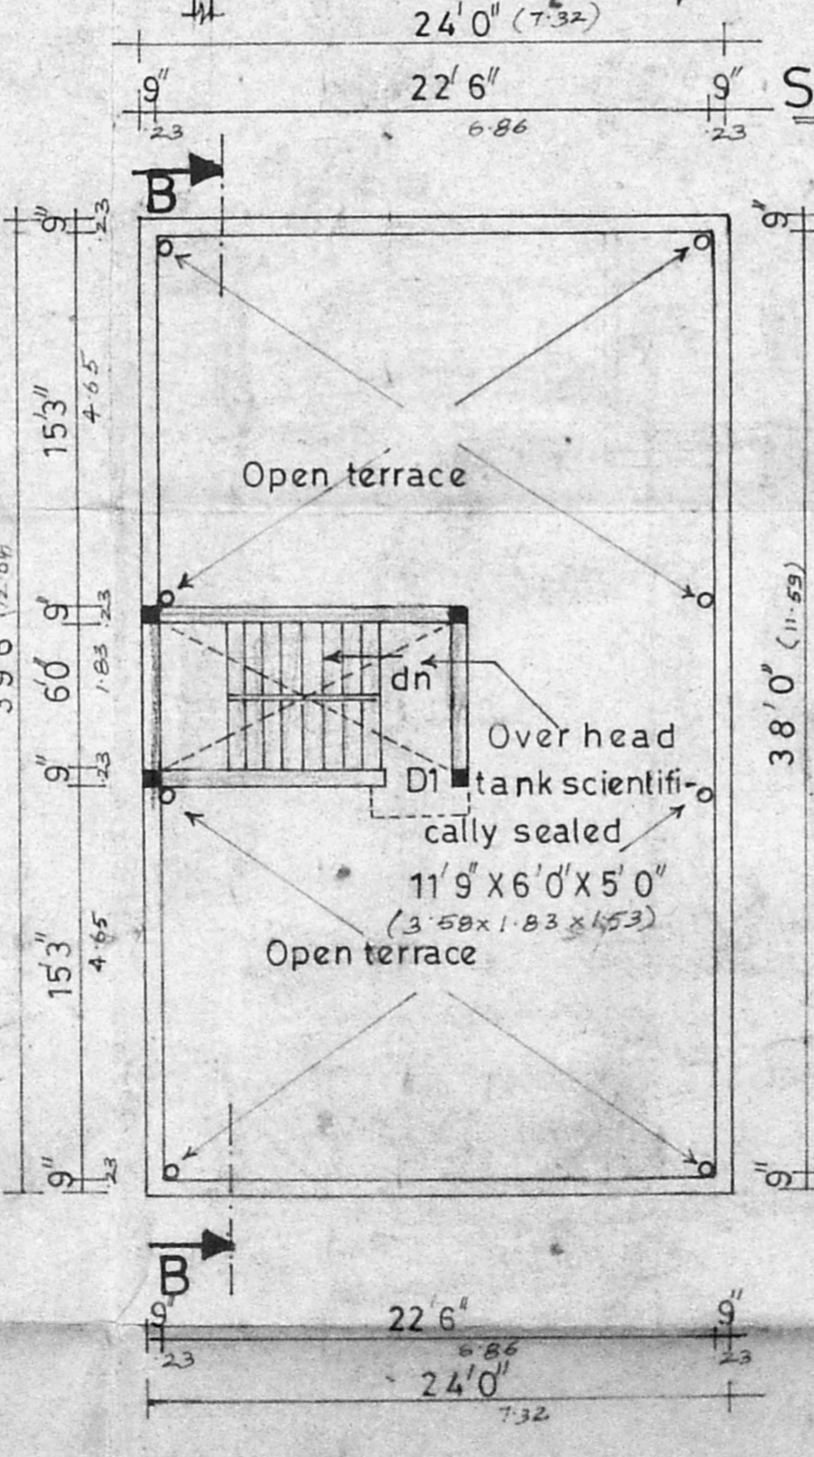 24'0" (7.32)
9" 22'6" 9"
.23 6.86 .23
S
B
9" .23
9"
15'3" 4.65
Open terrace
9" .23
6'0" 1.83
dn
38'0" (11.59)
Over head
9" .23
D1 tank scientifi-
cally sealed
11'9" X 6'0" X 5'0"
(3.58 x 1.83 x 1.53)
15'3" 4.65
Open terrace
9" .23
9"
B
9" 22'6" 9"
.23 6.86 .23
24'0"
7.32